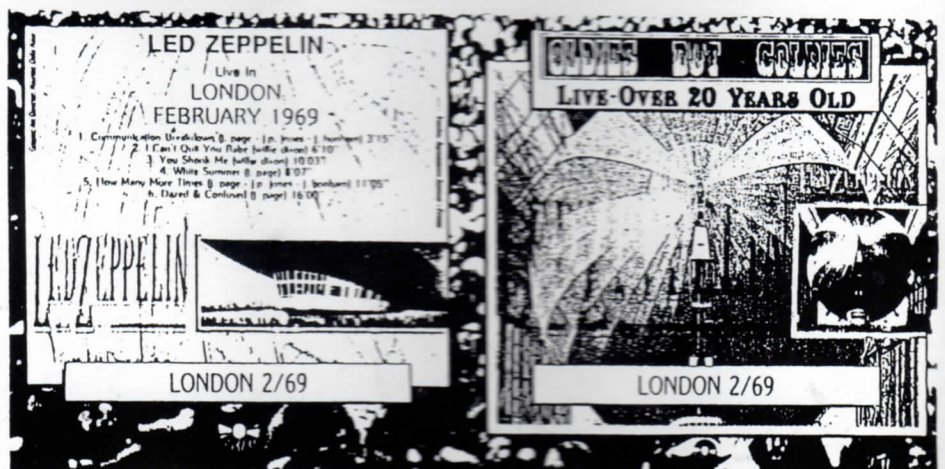 LED ZEPPELIN
Live In
LONDON
FEBRUARY 1969
1. Communication Breakdown (j. page - j.p. jones - j. bonham) 3'15"
2. I Can't Quit You Babe (willie dixon) 6'10"
3. You Shook Me (willie dixon) 10'03"
4. White Summer (j. page) 8'07"
5. How Many More Times (j. page - j.p. jones - j. bonham) 11'05"
6. Dazed & Confused (j. page) 16'00"
LED ZEPPELIN
LONDON 2/69
OLDIES BUT GOLDIES
LIVE-OVER 20 YEARS OLD
LONDON 2/69